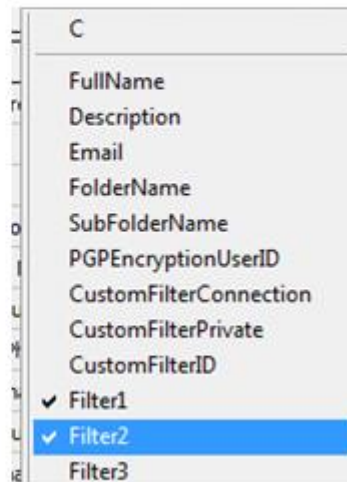 C
FullName
Description
Email
FolderName
SubFolderName
PGPEncryptionUserID
CustomFilterConnection
CustomFilterPrivate
CustomFilterID
Filter1
Filter2
Filter3